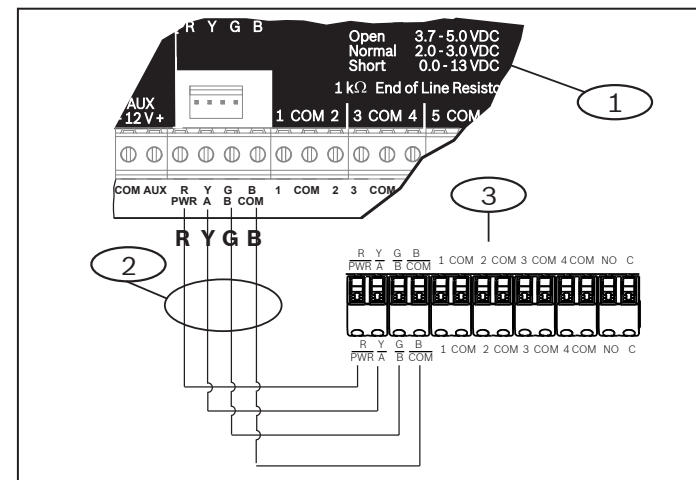 R Y G B
Open 3.7 - 5.0 VDC
Normal 2.0 - 3.0 VDC
Short 0.0 - 13 VDC
1 kΩ End of Line
AUX
12 V +
1 COM 2 3 COM 4 5
COM AUX R Y G B 1 COM 2 3 COM
PWR A B COM
R Y G B
1
2
3
R Y G B 1 COM 2 COM 3 COM 4 COM NO C
PWR A B COM
R Y G B 1 COM 2 COM 3 COM 4 COM NO C
PWR A B COM